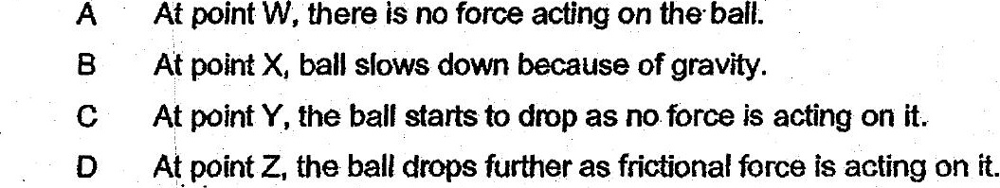 A At point W, there is no force acting on the ball.
B At point X, ball slows down because of gravity.
C At point Y, the ball starts to drop as no force is acting on it.
D At point Z, the ball drops further as frictional force is acting on it.